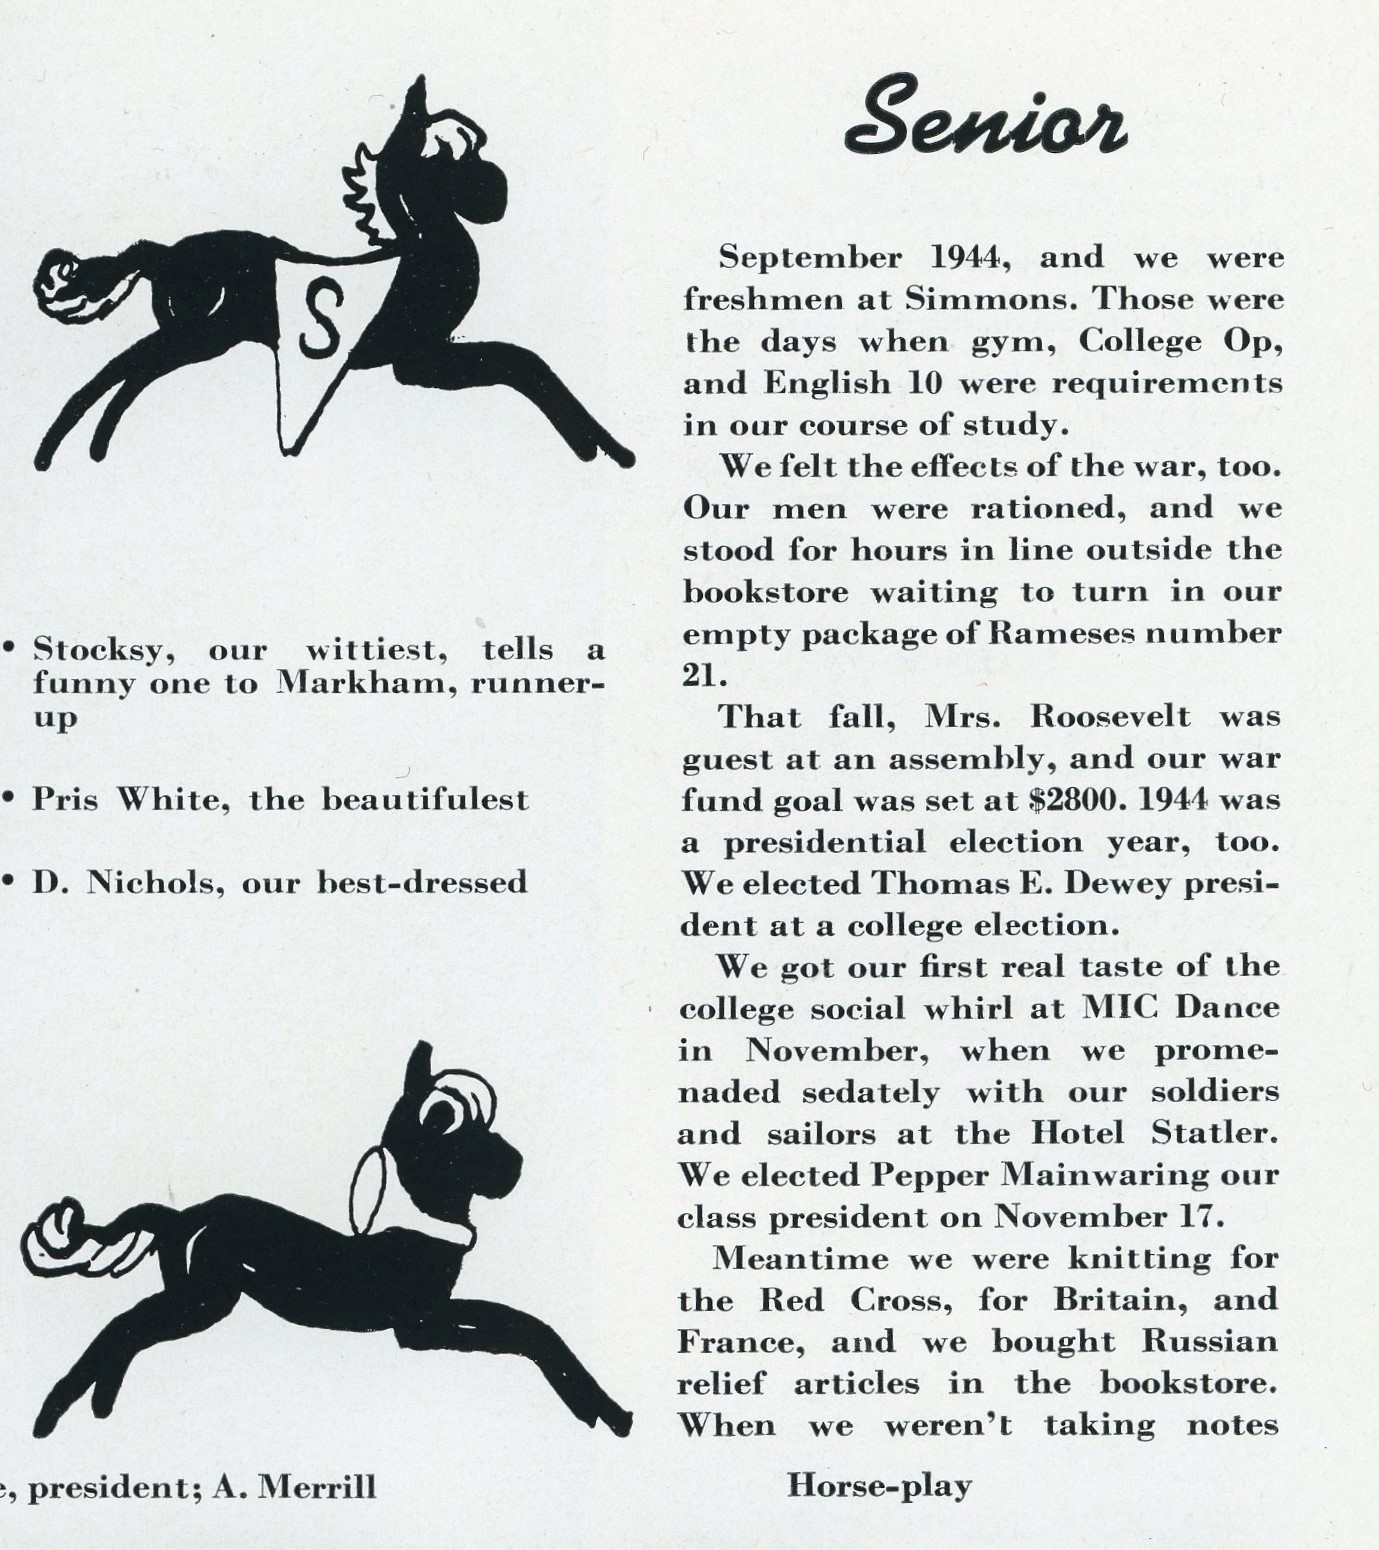 S
• Stocksy, our wittiest, tells a
funny one to Markham, runner-
up
• Pris White, the beautifulest
• D. Nichols, our best-dressed
e, president; A. Merrill
Senior
September 1944, and we were
freshmen at Simmons. Those were
the days when gym, College Op,
and English 10 were requirements
in our course of study.
We felt the effects of the war, too.
Our men were rationed, and we
stood for hours in line outside the
bookstore waiting to turn in our
empty package of Rameses number
21.
That fall, Mrs. Roosevelt was
guest at an assembly, and our war
fund goal was set at $2800. 1944 was
a presidential election year, too.
We elected Thomas E. Dewey presi-
dent at a college election.
We got our first real taste of the
college social whirl at MIC Dance
in November, when we prome-
naded sedately with our soldiers
and sailors at the Hotel Statler.
We elected Pepper Mainwaring our
class president on November 17.
Meantime we were knitting for
the Red Cross, for Britain, and
France, and we bought Russian
relief articles in the bookstore.
When we weren't taking notes
Horse-play